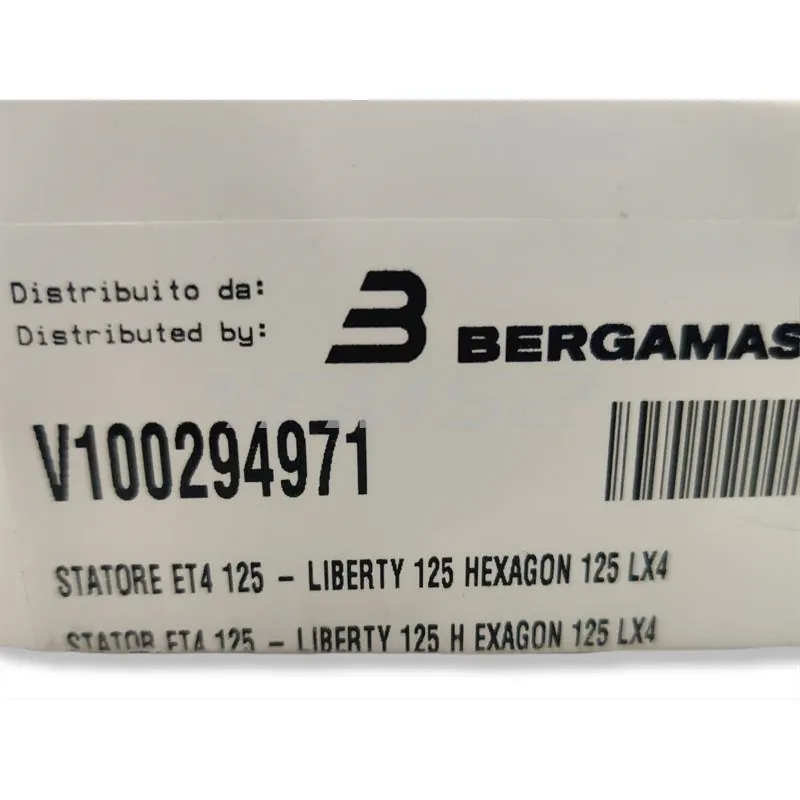 Distribuito da:
Distributed by:
BERGAMAS
V100294971
STATORE ET4 125 - LIBERTY 125 HEXAGON 125 LX4
STATOR ET4 125 - LIBERTY 125 H EXAGON 125 LX4